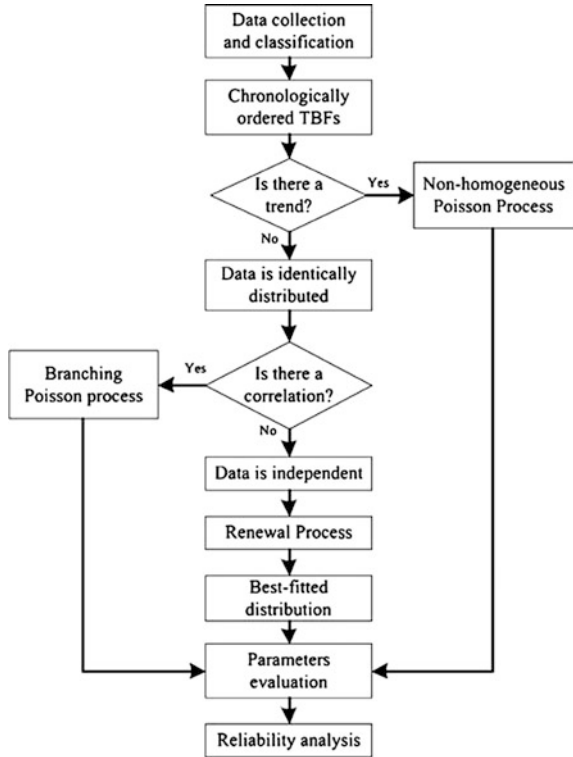 Data collection
and classification
Chronologically
ordered TBFs
Is there a
trend?
Yes
Non-homogeneous
Poisson Process
No
Data is identically
distributed
Branching
Poisson process
Yes
Is there a
correlation?
No
Data is independent
Renewal Process
Best-fitted
distribution
Parameters
evaluation
Reliability analysis